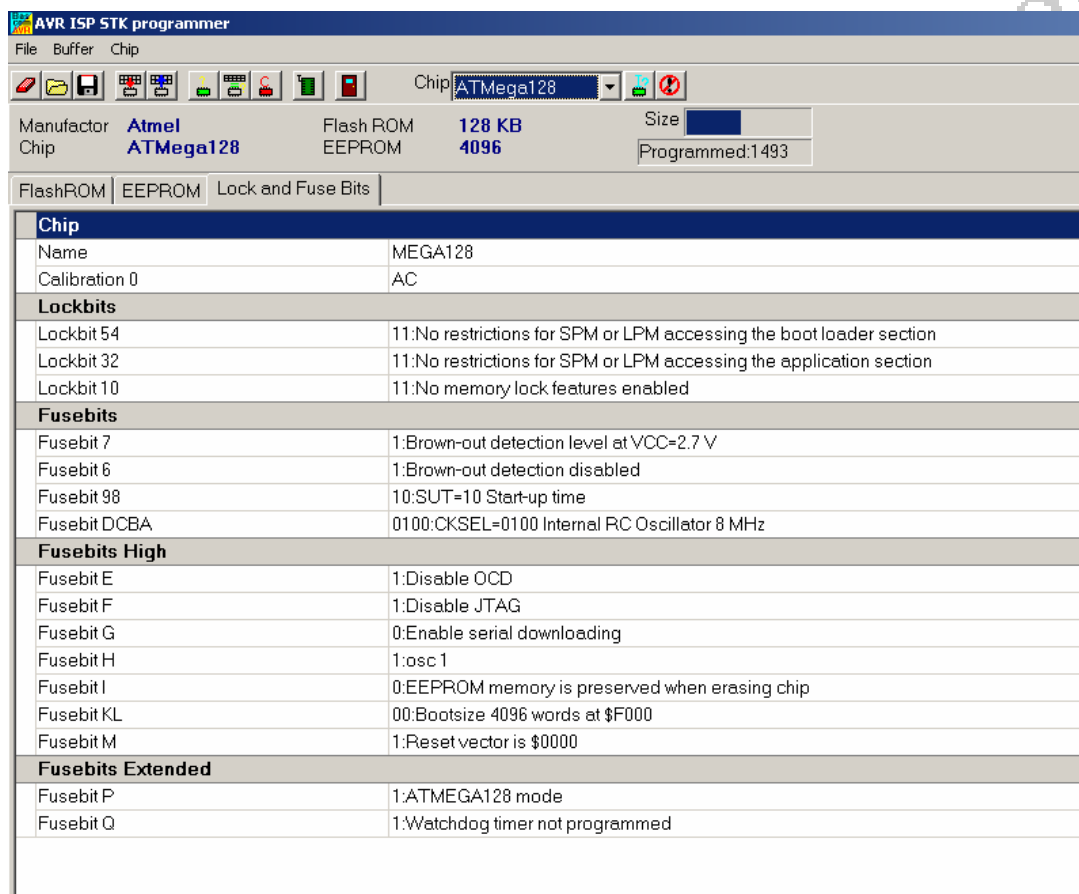 AVR ISP STK programmer
File Buffer Chip
Chip ATMega128
Manufactor Atmel Flash ROM 128 KB Size
Chip ATMega128 EEPROM 4096 Programmed:1493
FlashROM EEPROM Lock and Fuse Bits
Chip
Name MEGA128
Calibration 0 AC
Lockbits
Lockbit 54 11:No restrictions for SPM or LPM accessing the boot loader section
Lockbit 32 11:No restrictions for SPM or LPM accessing the application section
Lockbit 10 11:No memory lock features enabled
Fusebits
Fusebit 7 1:Brown-out detection level at VCC=2.7 V
Fusebit 6 1:Brown-out detection disabled
Fusebit 98 10:SUT=10 Start-up time
Fusebit DCBA 0100:CKSEL=0100 Internal RC Oscillator 8 MHz
Fusebits High
Fusebit E 1:Disable OCD
Fusebit F 1:Disable JTAG
Fusebit G 0:Enable serial downloading
Fusebit H 1:osc 1
Fusebit I 0:EEPROM memory is preserved when erasing chip
Fusebit KL 00:Bootsize 4096 words at $F000
Fusebit M 1:Reset vector is $0000
Fusebits Extended
Fusebit P 1:ATMEGA128 mode
Fusebit Q 1:Watchdog timer not programmed